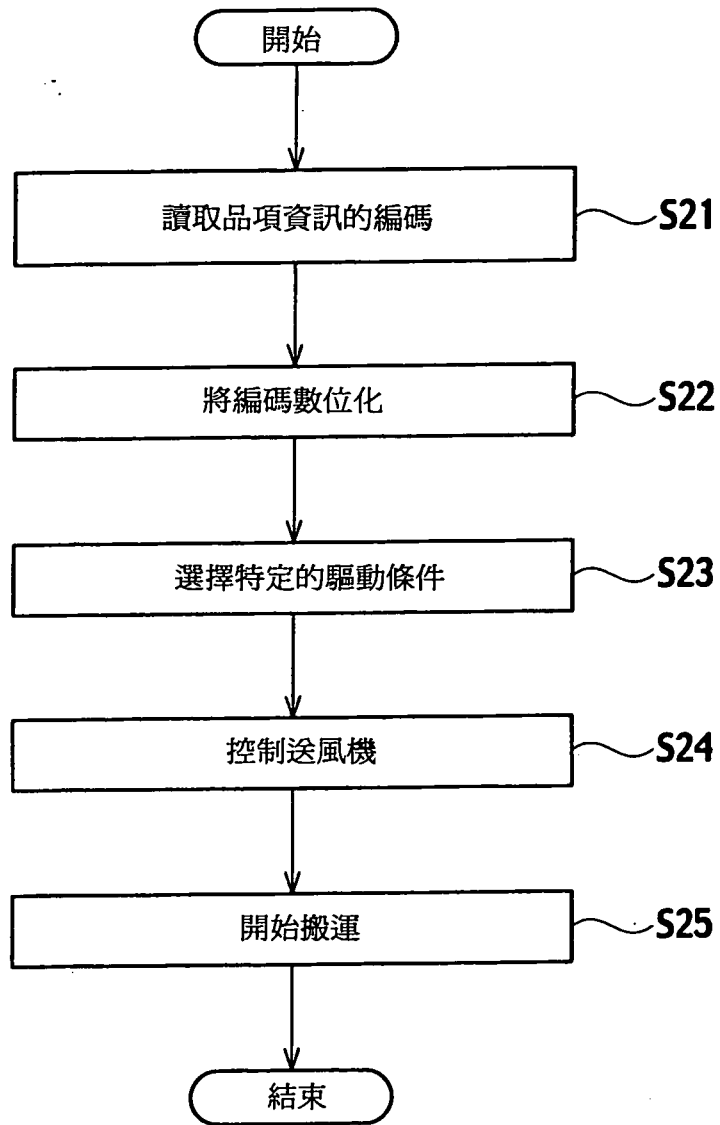 開始
讀取品項資訊的編碼
S21
將編碼數位化
S22
選擇特定的驅動條件
S23
控制送風機
S24
開始搬運
S25
結束